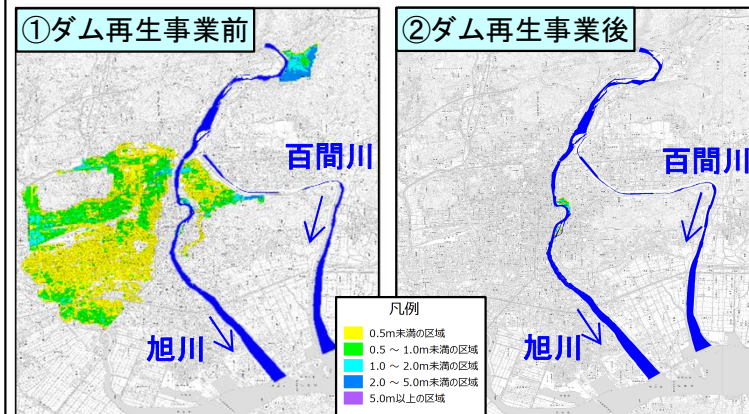 ①ダム再生事業前
百間川
旭川
②ダム再生事業後
百間川
旭川
凡例
0.5m未満の区域
0.5 ～ 1.0m未満の区域
1.0 ～ 2.0m未満の区域
2.0 ～ 5.0m未満の区域
5.0m以上の区域